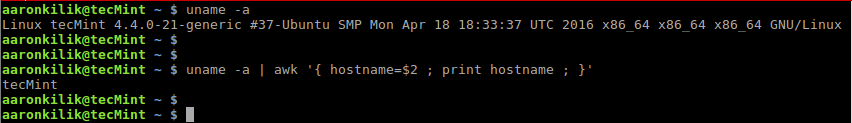 aaronkilik@tecMint ~ $ uname -a
Linux tecMint 4.4.0-21-generic #37-Ubuntu SMP Mon Apr 18 18:33:37 UTC 2016 x86_64 x86_64 x86_64 GNU/Linux
aaronkilik@tecMint ~ $
aaronkilik@tecMint ~ $
aaronkilik@tecMint ~ $ uname -a | awk '{ hostname=$2 ; print hostname ; }'
tecMint
aaronkilik@tecMint ~ $
aaronkilik@tecMint ~ $